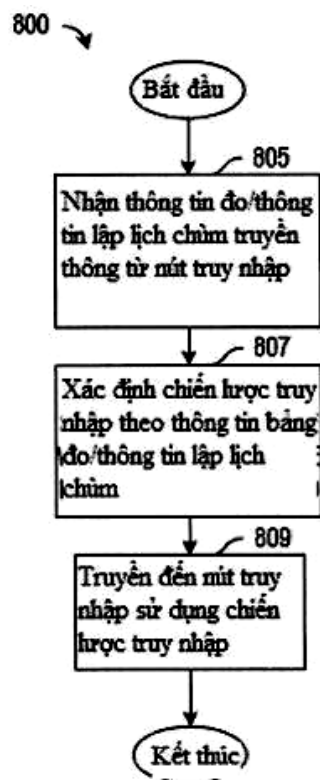 800
Bắt đầu
805
Nhận thông tin đo/thông
tin lập lịch chùm truyền
thông từ nút truy nhập
807
Xác định chiến lược truy
nhập theo thông tin bảng
đo/thông tin lập lịch
chùm
809
Truyền đến nút truy
nhập sử dụng chiến
lược truy nhập
Kết thúc